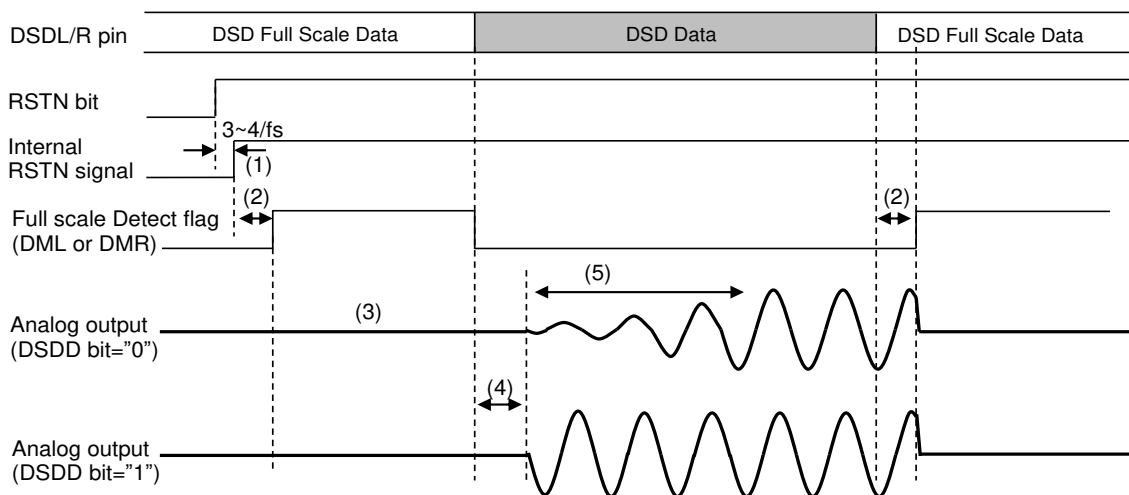 DSDL/R pin
DSD Full Scale Data
DSD Data
DSD Full Scale Data
RSTN bit
3~4/fs
Internal
RSTN signal
(1)
(2)
(2)
Full scale Detect flag
(DML or DMR)
(5)
(3)
Analog output
(DSDD bit=”0”)
(4)
Analog output
(DSDD bit=”1”)